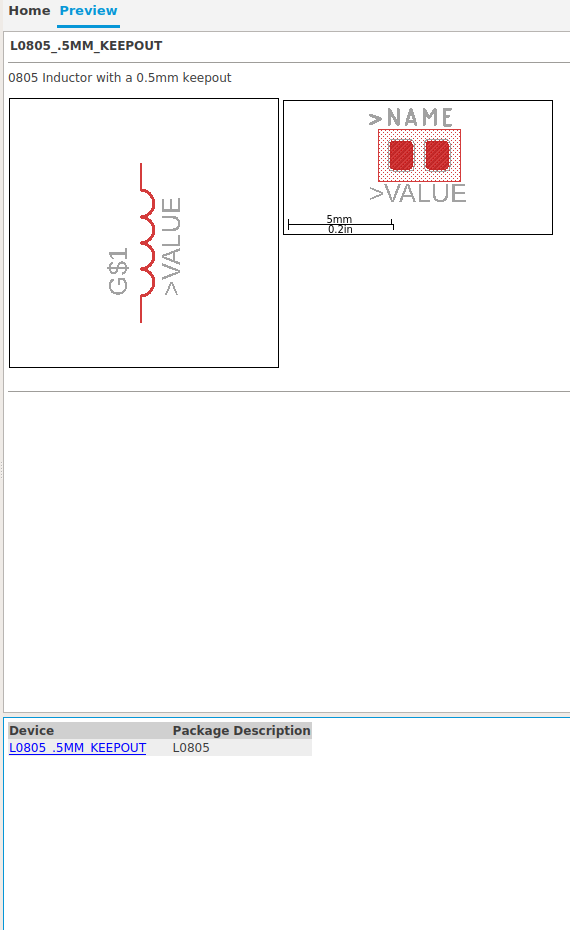 Home Preview
L0805_.5MM_KEEPOUT
0805 Inductor with a 0.5mm keepout
G$1
>VALUE
>NAME
>VALUE
5mm
0.2in
Device Package Description
L0805_.5MM_KEEPOUT L0805